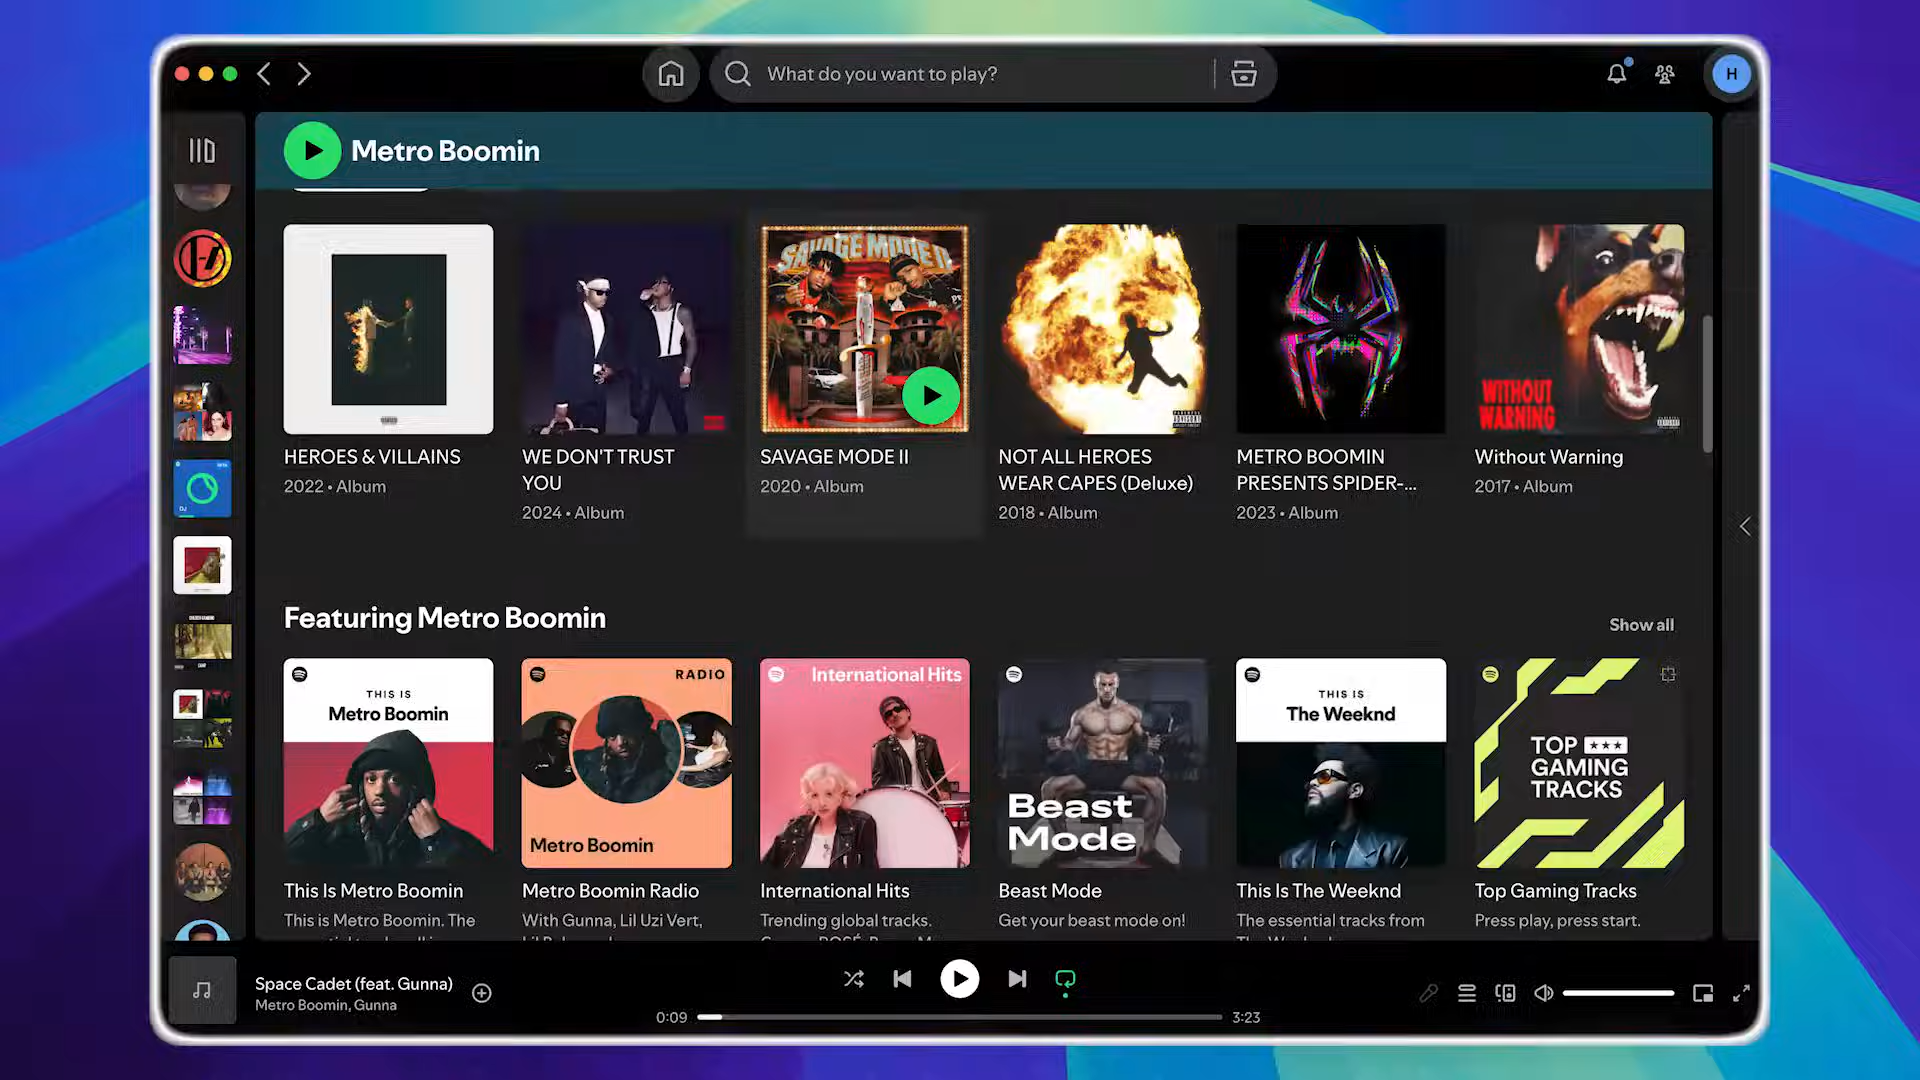 What do you want to play?
H
Metro Boomin
SAVAGE MODE II
WITHOUT
WARNING
HEROES & VILLAINS
2022 • Album
WE DON'T TRUST
YOU
2024 • Album
SAVAGE MODE II
2020 • Album
NOT ALL HEROES
WEAR CAPES (Deluxe)
2018 • Album
METRO BOOMIN
PRESENTS SPIDER-...
2023 • Album
Without Warning
2017 • Album
DJ
Featuring Metro Boomin
Show all
THIS IS
Metro Boomin
RADIO
Metro Boomin
International Hits
Beast
Mode
THIS IS
The Weeknd
TOP
GAMING
TRACKS
This Is Metro Boomin
This is Metro Boomin. The
Metro Boomin Radio
With Gunna, Lil Uzi Vert,
International Hits
Trending global tracks.
Beast Mode
Get your beast mode on!
This Is The Weeknd
The essential tracks from
Top Gaming Tracks
Press play, press start.
Space Cadet (feat. Gunna)
Metro Boomin, Gunna
0:09
3:23